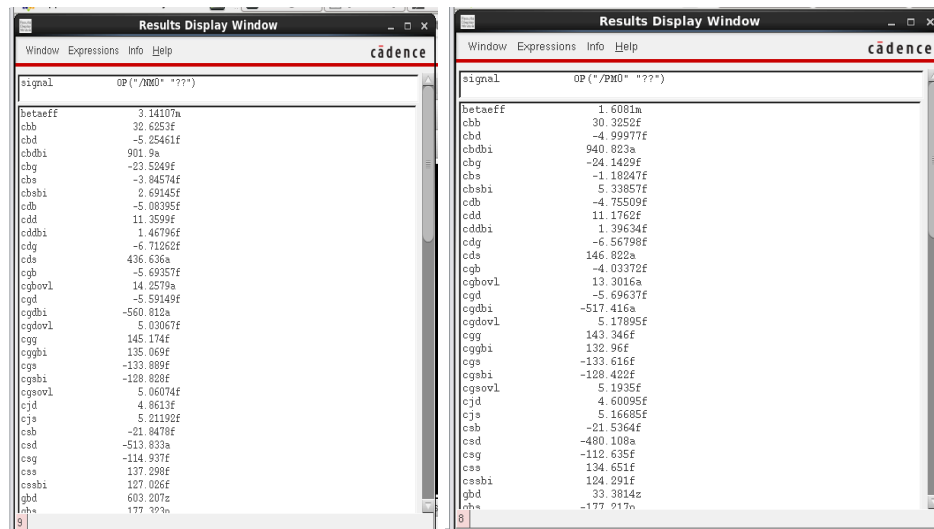 Results Display Window
Window Expressions Info Help cādence
signal OP("/NM0" "??")
betaeff 3.14107m
cbb 32.6253f
cbd -5.25461f
cbdbi 901.9a
cbg -23.5249f
cbs -3.84574f
cbsbi 2.69145f
cdb -5.08395f
cdd 11.3599f
cddbi 1.46796f
cdg -6.71262f
cds 436.636a
cgb -5.69357f
cgbovl 14.2579a
cgd -5.59149f
cgdbi -560.812a
cgdovl 5.03067f
cgg 145.174f
cggbi 135.069f
cgs -133.889f
cgsbi -128.828f
cgsovl 5.06074f
cjd 4.8613f
cjs 5.21192f
csb -21.8478f
csd -513.833a
csg -114.937f
css 137.298f
cssbi 127.026f
gbd 603.207z
gbs 177.323n
9
Results Display Window
Window Expressions Info Help cādence
signal OP("/PM0" "??")
betaeff 1.6081m
cbb 30.3252f
cbd -4.99977f
cbdbi 940.823a
cbg -24.1429f
cbs -1.18247f
cbsbi 5.33857f
cdb -4.75509f
cdd 11.1762f
cddbi 1.39634f
cdg -6.56798f
cds 146.822a
cgb -4.03372f
cgbovl 13.3016a
cgd -5.69637f
cgdbi -517.416a
cgdovl 5.17895f
cgg 143.346f
cggbi 132.96f
cgs -133.616f
cgsbi -128.422f
cgsovl 5.1935f
cjd 4.60095f
cjs 5.16685f
csb -21.5364f
csd -480.108a
csg -112.635f
css 134.651f
cssbi 124.291f
gbd 33.3814z
gbs
8